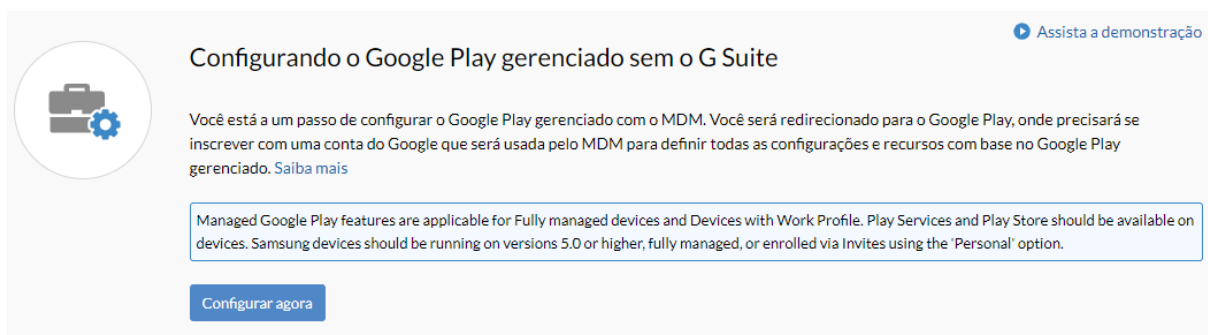 Assista a demonstração
Configurando o Google Play gerenciado sem o G Suite
Você está a um passo de configurar o Google Play gerenciado com o MDM. Você será redirecionado para o Google Play, onde precisará se
inscrever com uma conta do Google que será usada pelo MDM para definir todas as configurações e recursos com base no Google Play
gerenciado. Saiba mais
Managed Google Play features are applicable for Fully managed devices and Devices with Work Profile. Play Services and Play Store should be available on
devices. Samsung devices should be running on versions 5.0 or higher, fully managed, or enrolled via Invites using the 'Personal' option.
Configurar agora